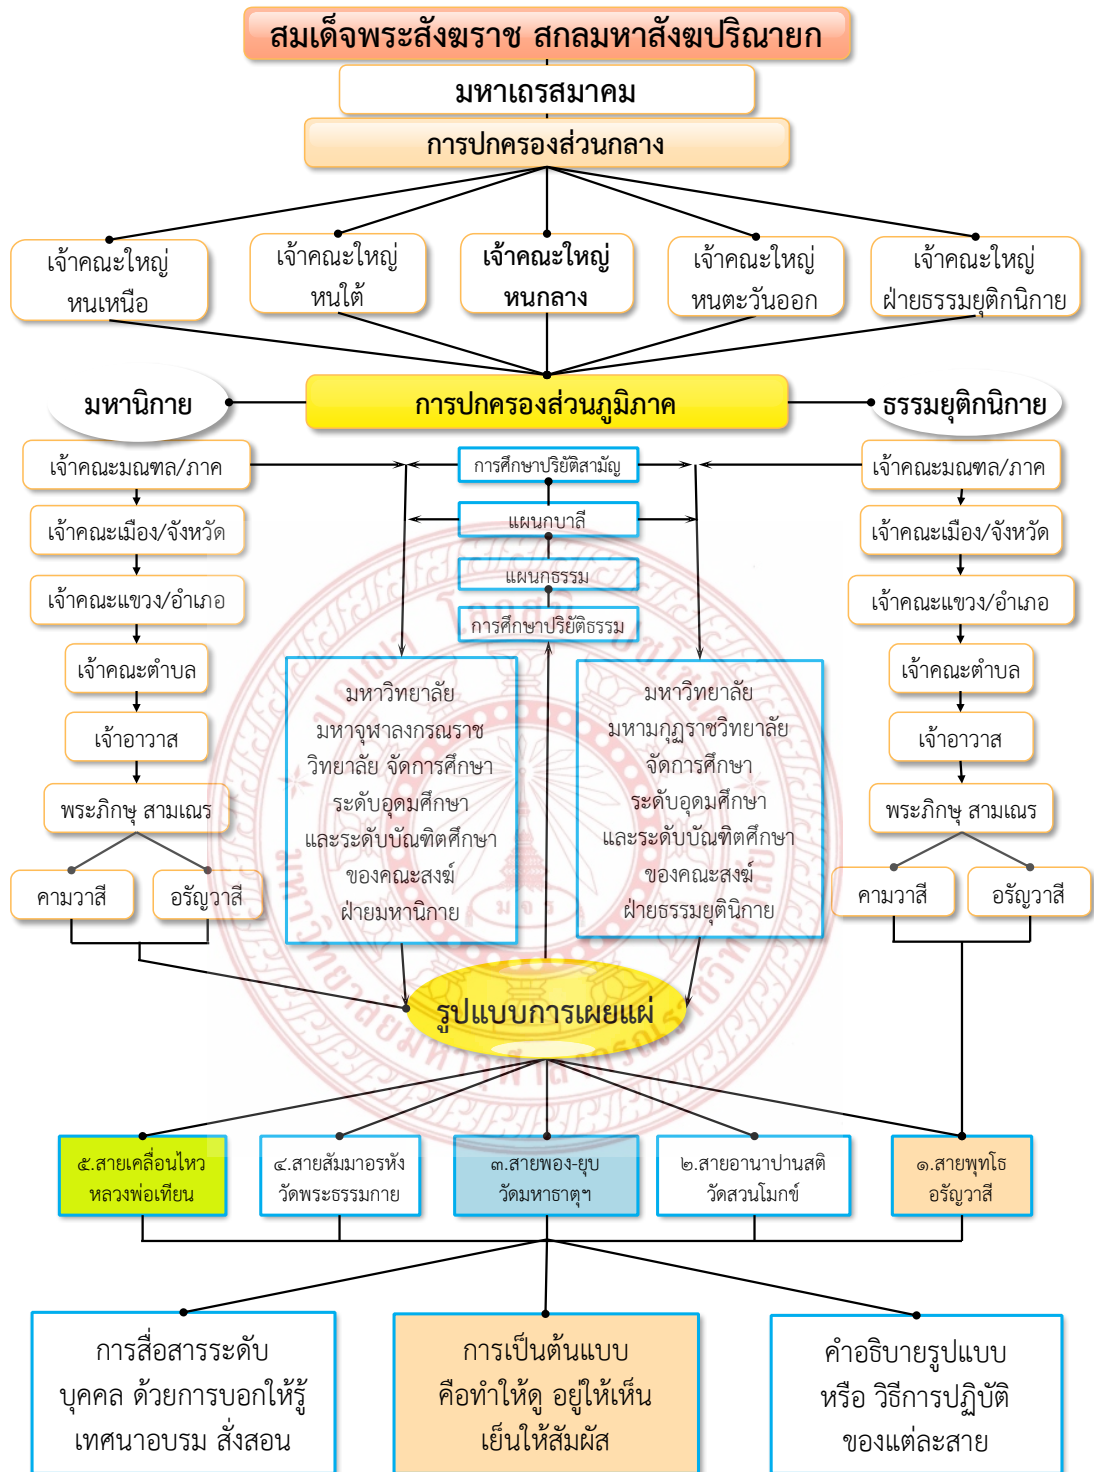 สมเด็จพระสังฆราช สกลมหาสังฆปริณายก
มหาเถรสมาคม
การปกครองส่วนกลาง
เจ้าคณะใหญ่
หนเหนือ
เจ้าคณะใหญ่
หนใต้
เจ้าคณะใหญ่
หนกลาง
เจ้าคณะใหญ่
หนตะวันออก
เจ้าคณะใหญ่
ฝ่ายธรรมยุติกนิกาย
มหานิกาย
การปกครองส่วนภูมิภาค
ธรรมยุติกนิกาย
เจ้าคณะมณฑล/ภาค
เจ้าคณะเมือง/จังหวัด
เจ้าคณะแขวง/อำเภอ
เจ้าคณะตำบล
เจ้าอาวาส
พระภิกษุ สามเณร
คามวาสี
อรัญวาสี
การศึกษาปริยัติสามัญ
แผนกบาลี
แผนกธรรม
การศึกษาปริยัติธรรม
มหาวิทยาลัย
มหาจุฬาลงกรณราช
วิทยาลัย จัดการศึกษา
ระดับอุดมศึกษา
และระดับบัณฑิตศึกษา
ของคณะสงฆ์
ฝ่ายมหานิกาย
มหาวิทยาลัย
มหามกุฏราชวิทยาลัย
จัดการศึกษา
ระดับอุดมศึกษา
และระดับบัณฑิตศึกษา
ของคณะสงฆ์
ฝ่ายธรรมยุตินิกาย
เจ้าคณะมณฑล/ภาค
เจ้าคณะเมือง/จังหวัด
เจ้าคณะแขวง/อำเภอ
เจ้าคณะตำบล
เจ้าอาวาส
พระภิกษุ สามเณร
คามวาสี
อรัญวาสี
รูปแบบการเผยแผ่
๕.สายเคลื่อนไหว
หลวงพ่อเทียน
๔.สายสัมมาอรหัง
วัดพระธรรมกาย
๓.สายพอง-ยุบ
วัดมหาธาตุฯ
๒.สายอานาปานสติ
วัดสวนโมกข์
๑.สายพุทโธ
อรัญวาสี
การสื่อสารระดับ
บุคคล ด้วยการบอกให้รู้
เทศนาอบรม สั่งสอน
การเป็นต้นแบบ
คือทำให้ดู อยู่ให้เห็น
เย็นให้สัมผัส
คำอธิบายรูปแบบ
หรือ วิธีการปฏิบัติ
ของแต่ละสาย
มหาวิทยาลัยมหาจุฬาลงกรณราชวิทยาลัย
ม จ ร